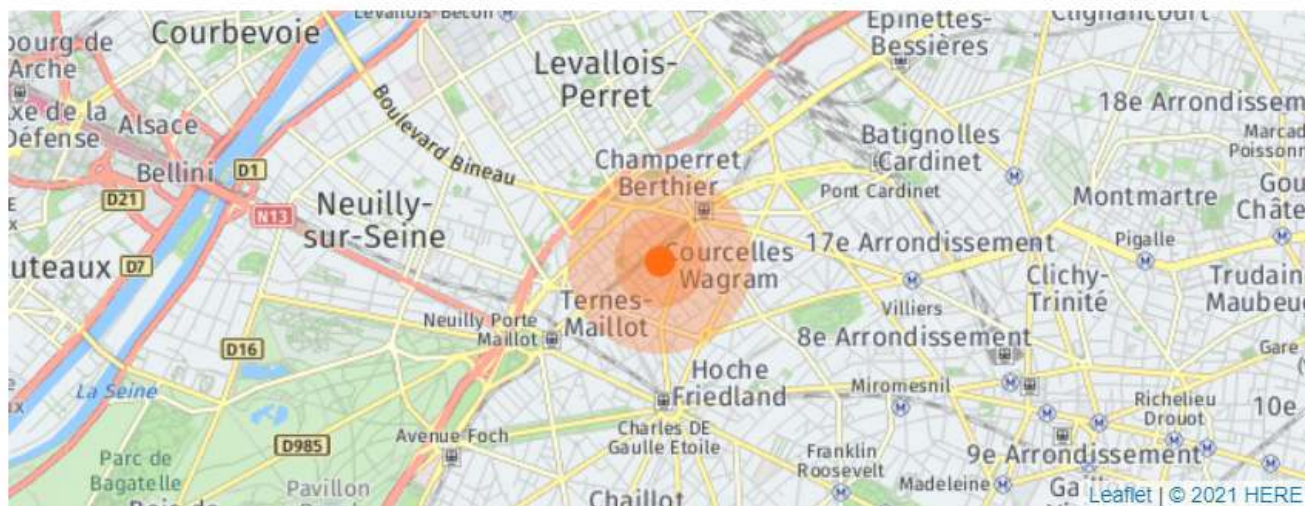 Levallois Bécon
Clignancourt
Courbevoie
Epinettes-
Bessières
bourg de
Arche
Levallois-
Perret
Boulevard Bineau
xe de la
Défense
Alsace
18e Arrondissem
Batignolles
Cardinet
Marcad
Poissonn
Champerret
Berthier
Bellini
D1
Pont Cardinet
Montmartre
D21
Neuilly-
sur-Seine
N13
Gou
Châte
17e Arrondissement
Pigalle
Courcelles
Wagram
uteaux
D7
Clichy-
Trinité
Trudain
Maubeu
Ternes-
Maillot
Villiers
Neuilly Porte
Maillot
8e Arrondissement
D16
Gare
Hoche
Friedland
La Seine
Miromesnil
Richelieu
Drouot
10e
Charles DE
Gaulle Etoile
Avenue Foch
D985
Franklin
Roosevelt
9e Arrondissement
Parc de
Bagatelle
Pavillon
Madeleine
Chaillot
Leaflet | © 2021 HERE